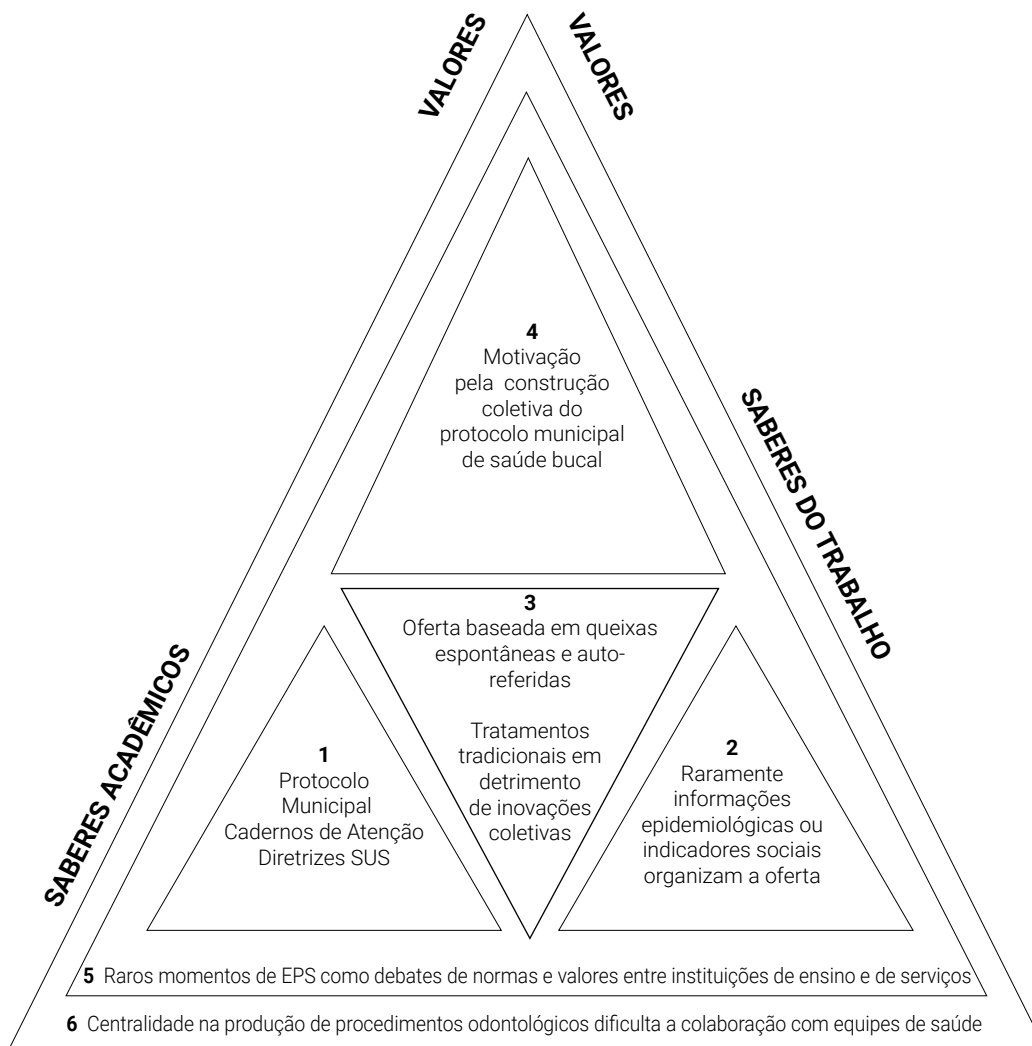 VALORES
VALORES
SABERES ACADÊMICOS
SABERES DO TRABALHO
4
Motivação
pela construção
coletiva do
protocolo municipal
de saúde bucal
3
Oferta baseada em queixas
espontâneas e auto-
referidas
Tratamentos
tradicionais em
detrimento
de inovações
coletivas
1
Protocolo
Municipal
Cadernos de Atenção
Diretrizes SUS
2
Raramente
informações
epidemiológicas ou
indicadores sociais
organizam a oferta
5 Raros momentos de EPS como debates de normas e valores entre instituições de ensino e de serviços
6 Centralidade na produção de procedimentos odontológicos dificulta a colaboração com equipes de saúde